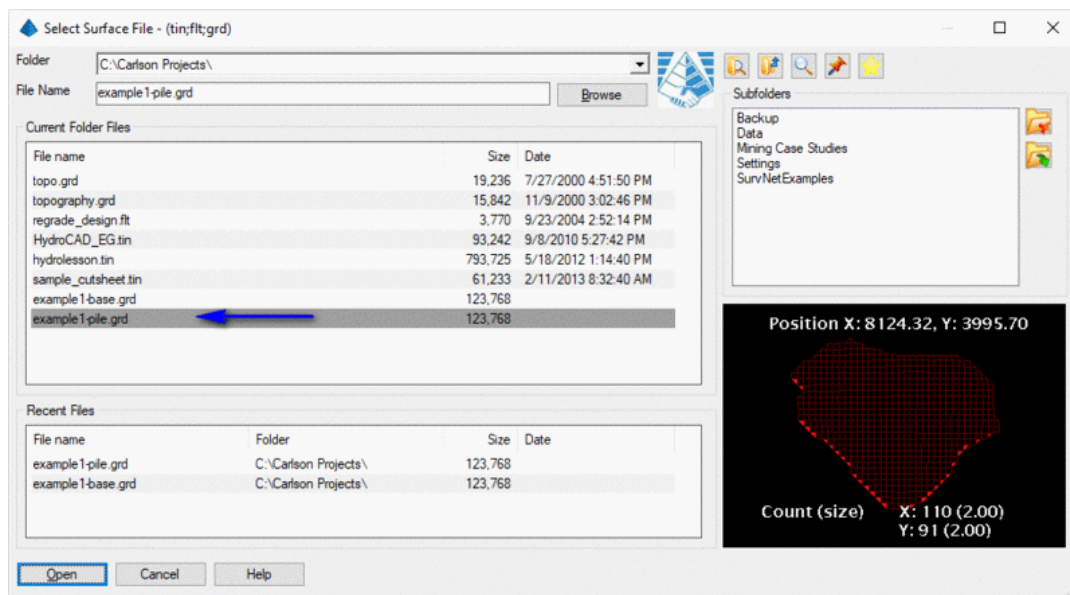 Select Surface File - (tin;flt;grd)
Folder
C:\Carlson Projects\
File Name
example1-pile.grd
Browse
Current Folder Files
File name Size Date
topo.grd 19,236 7/27/2000 4:51:50 PM
topography.grd 15,842 11/9/2000 3:02:46 PM
regrade_design.flt 3,770 9/23/2004 2:52:14 PM
HydroCAD_EG.tin 93,242 9/8/2010 5:27:42 PM
hydrolesson.tin 793,725 5/18/2012 1:14:40 PM
sample_cutsheet.tin 61,233 2/11/2013 8:32:40 AM
example1-base.grd 123,768
example1-pile.grd 123,768
Recent Files
File name Folder Size Date
example1-pile.grd C:\Carlson Projects\ 123,768
example1-base.grd C:\Carlson Projects\ 123,768
Open Cancel Help
Subfolders
Backup
Data
Mining Case Studies
Settings
SurvNetExamples
Position X: 8124.32, Y: 3995.70
Count (size) X: 110 (2.00)
Y: 91 (2.00)